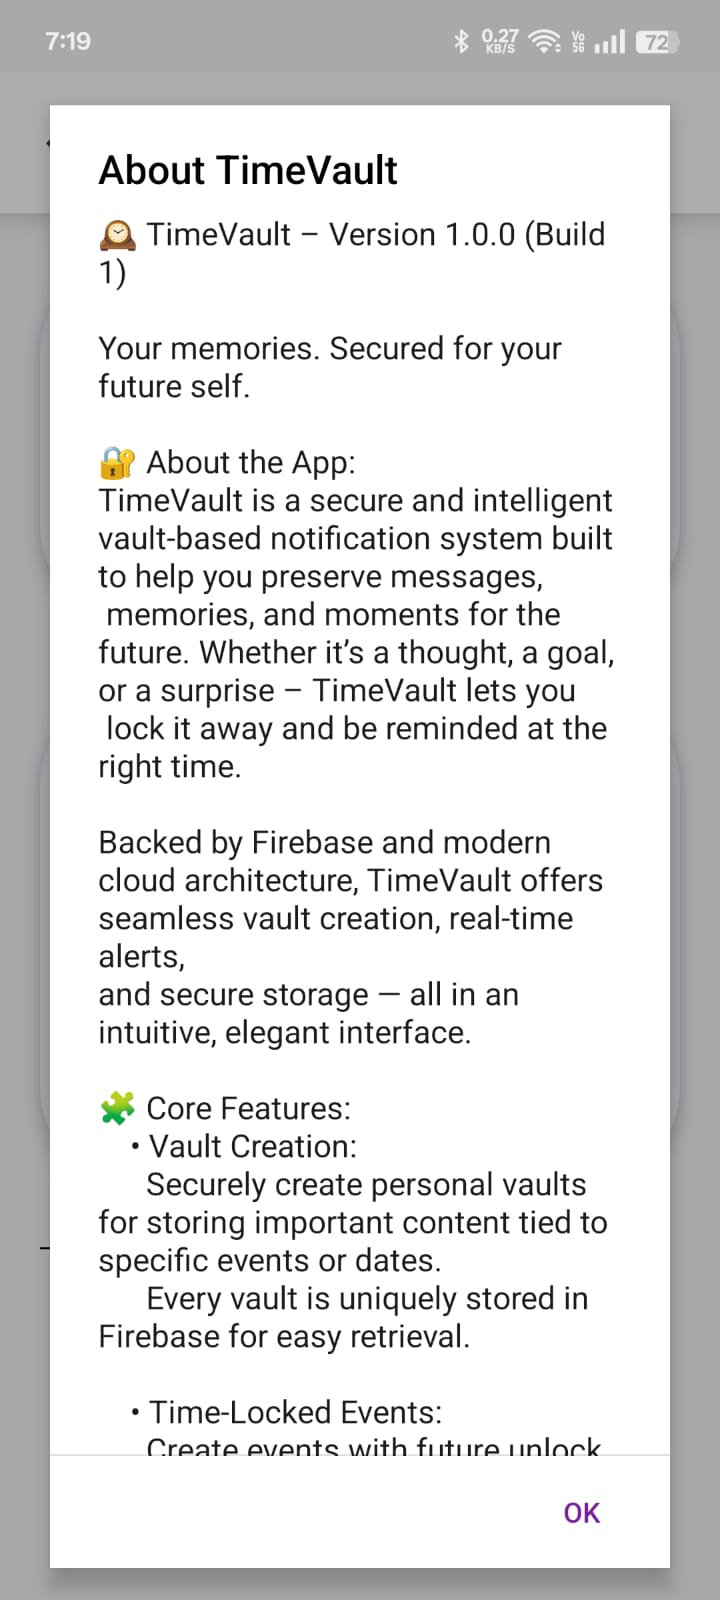 7:19
0.27
KB/S
Vo
5G
72
About TimeVault
🕰️ TimeVault – Version 1.0.0 (Build
1)
Your memories. Secured for your
future self.
🔐 About the App:
TimeVault is a secure and intelligent
vault-based notification system built
to help you preserve messages,
memories, and moments for the
future. Whether it’s a thought, a goal,
or a surprise – TimeVault lets you
lock it away and be reminded at the
right time.
Backed by Firebase and modern
cloud architecture, TimeVault offers
seamless vault creation, real-time
alerts,
and secure storage — all in an
intuitive, elegant interface.
🧩 Core Features:
• Vault Creation:
Securely create personal vaults
for storing important content tied to
specific events or dates.
Every vault is uniquely stored in
Firebase for easy retrieval.
• Time-Locked Events:
Create events with future unlock
OK